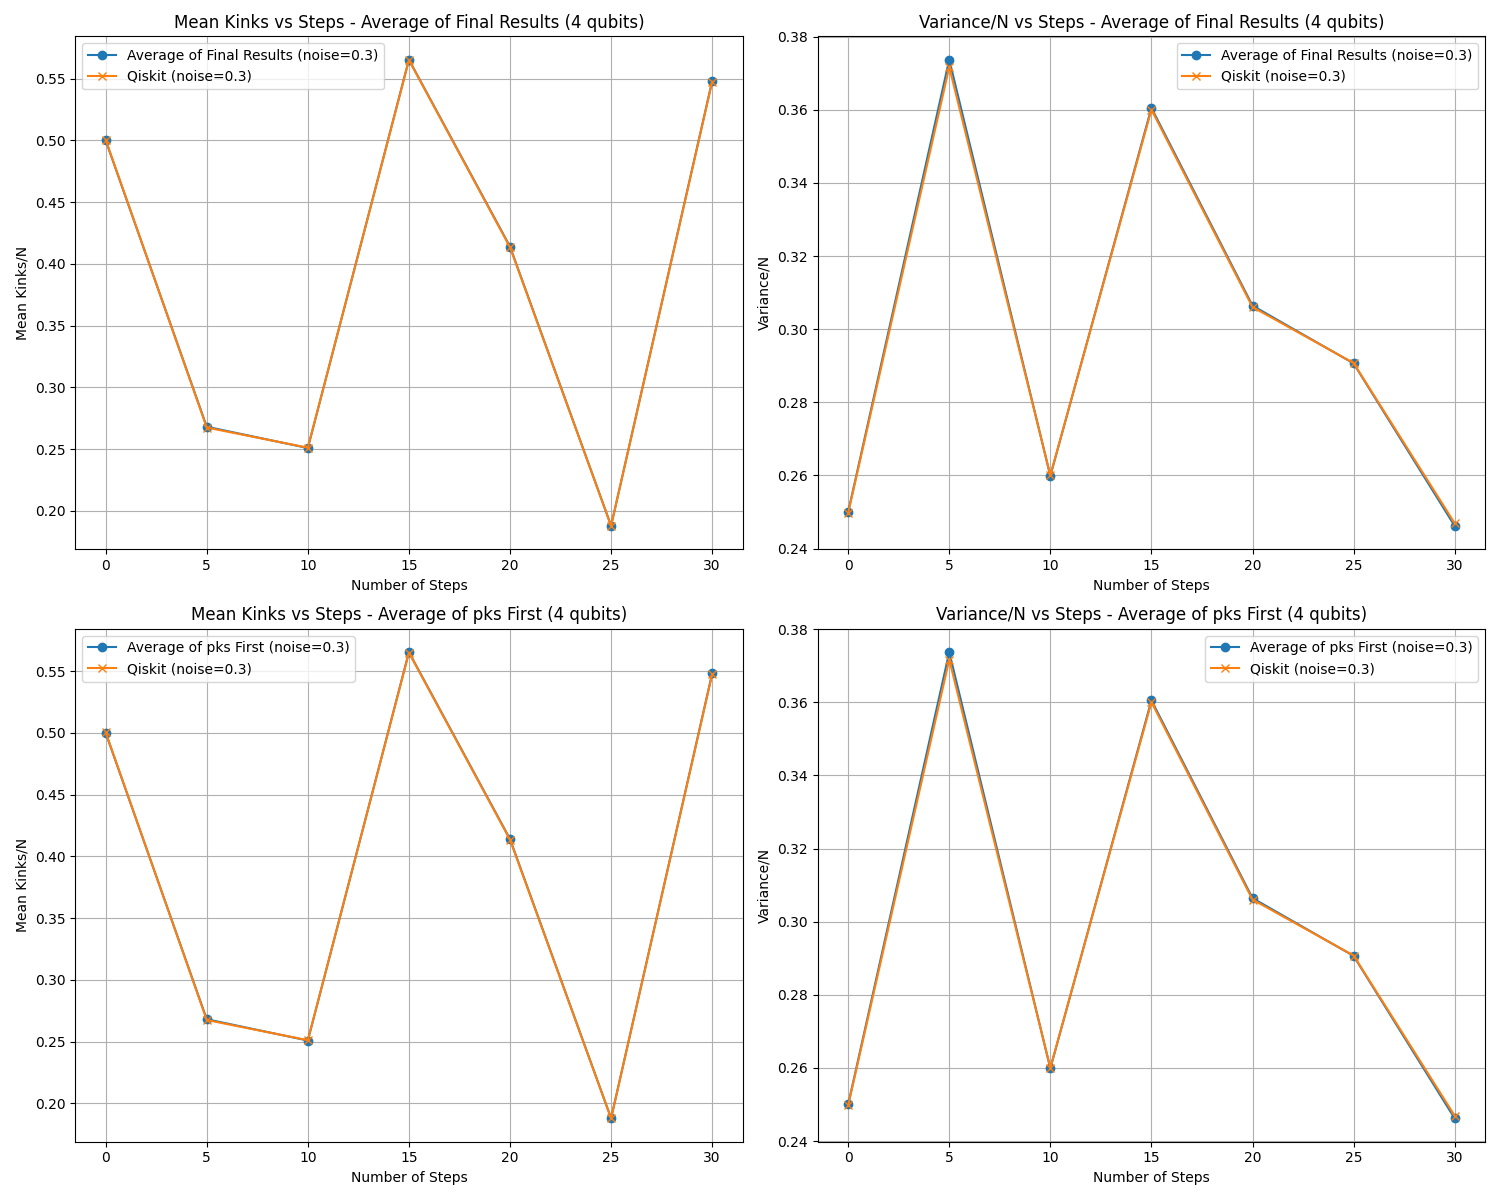 Mean Kinks vs Steps - Average of Final Results (4 qubits)
Average of Final Results (noise=0.3)
Qiskit (noise=0.3)
Mean Kinks/N
0.55
0.50
0.45
0.40
0.35
0.30
0.25
0.20
0 5 10 15 20 25 30
Number of Steps
Variance/N vs Steps - Average of Final Results (4 qubits)
Average of Final Results (noise=0.3)
Qiskit (noise=0.3)
Variance/N
0.38
0.36
0.34
0.32
0.30
0.28
0.26
0.24
0 5 10 15 20 25 30
Number of Steps
Mean Kinks vs Steps - Average of pks First (4 qubits)
Average of pks First (noise=0.3)
Qiskit (noise=0.3)
Mean Kinks/N
0.55
0.50
0.45
0.40
0.35
0.30
0.25
0.20
0 5 10 15 20 25 30
Number of Steps
Variance/N vs Steps - Average of pks First (4 qubits)
Average of pks First (noise=0.3)
Qiskit (noise=0.3)
Variance/N
0.38
0.36
0.34
0.32
0.30
0.28
0.26
0.24
0 5 10 15 20 25 30
Number of Steps